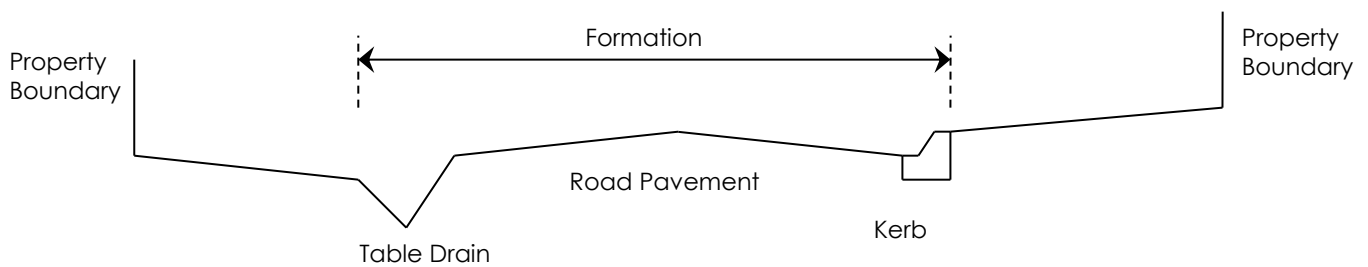 Formation
Property
Boundary
Property
Boundary
Road Pavement
Kerb
Table Drain